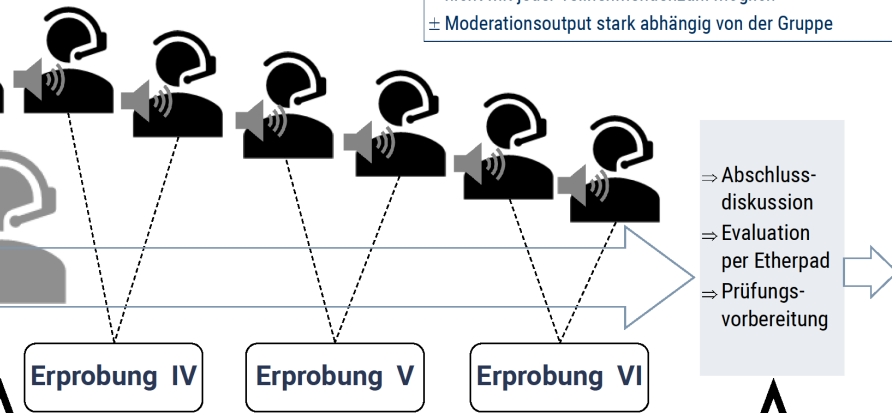 ± Moderationsoutput stark abhängig von der Gruppe
⇒ Abschluss-
diskussion
⇒ Evaluation
per Etherpad
⇒ Prüfungs-
vorbereitung
Erprobung IV
Erprobung V
Erprobung VI